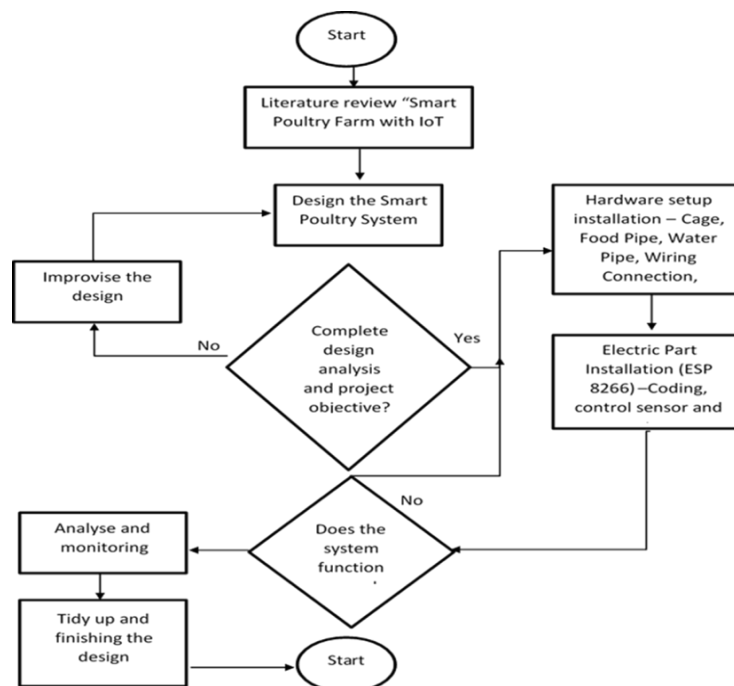 Start
Literature review “Smart
Poultry Farm with IoT
Design the Smart
Poultry System
Improvise the
design
No
Complete
design
analysis
and project
objective?
Yes
Hardware setup
installation – Cage,
Food Pipe, Water
Pipe, Wiring
Connection,
Electric Part
Installation (ESP
8266) –Coding,
control sensor and
No
Does the
system
function
Analyse and
monitoring
Tidy up and
finishing the
design
Start